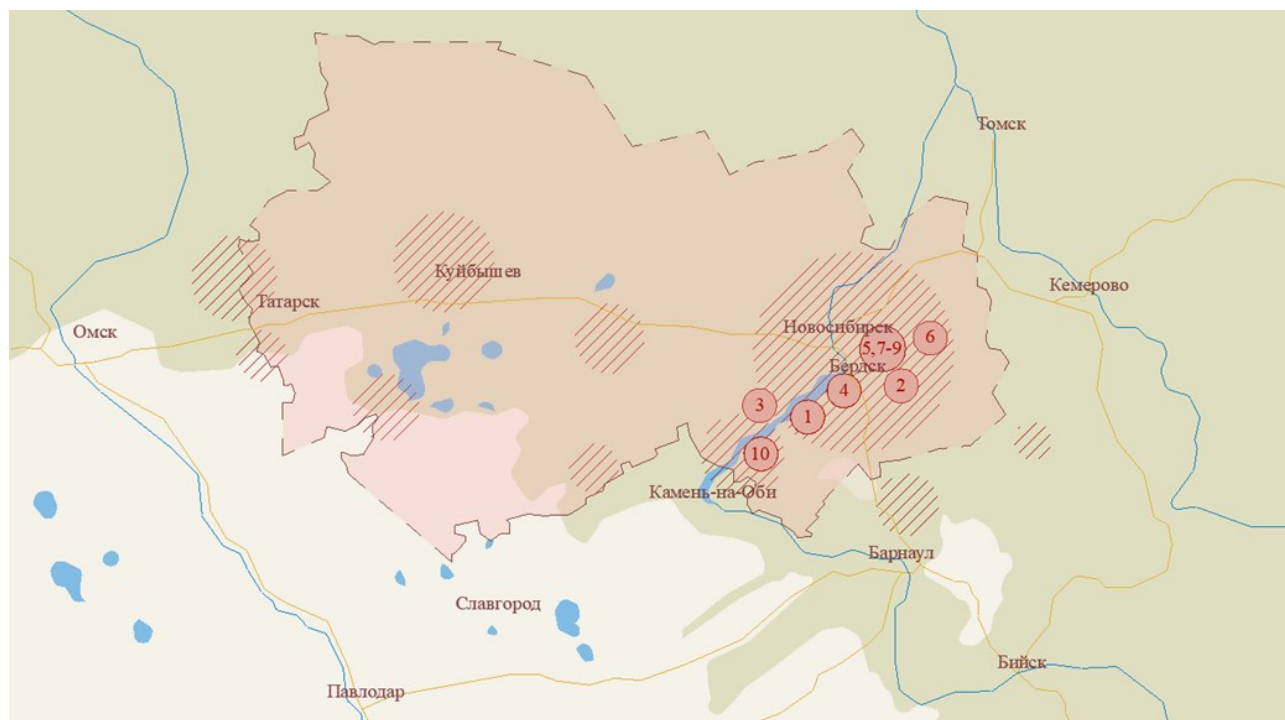 Томск
Куйбышев
Кемерово
Татарск
Омск
Новосибирск
5,7-9
6
Бердск
2
4
3
1
10
Камень-на-Оби
Барнаул
Славгород
Бийск
Павлодар